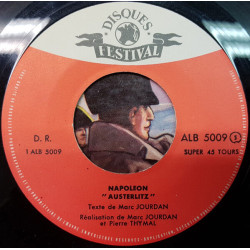 DISQUES
FESTIVAL
D. R.
1 ALB 5009
ALB 5009 1
SUPER 45 TOURS
NAPOLEON
"AUSTERLITZ"
Texte de Marc JOURDAN
Réalisation de Marc JOURDAN
et Pierre THYMAL